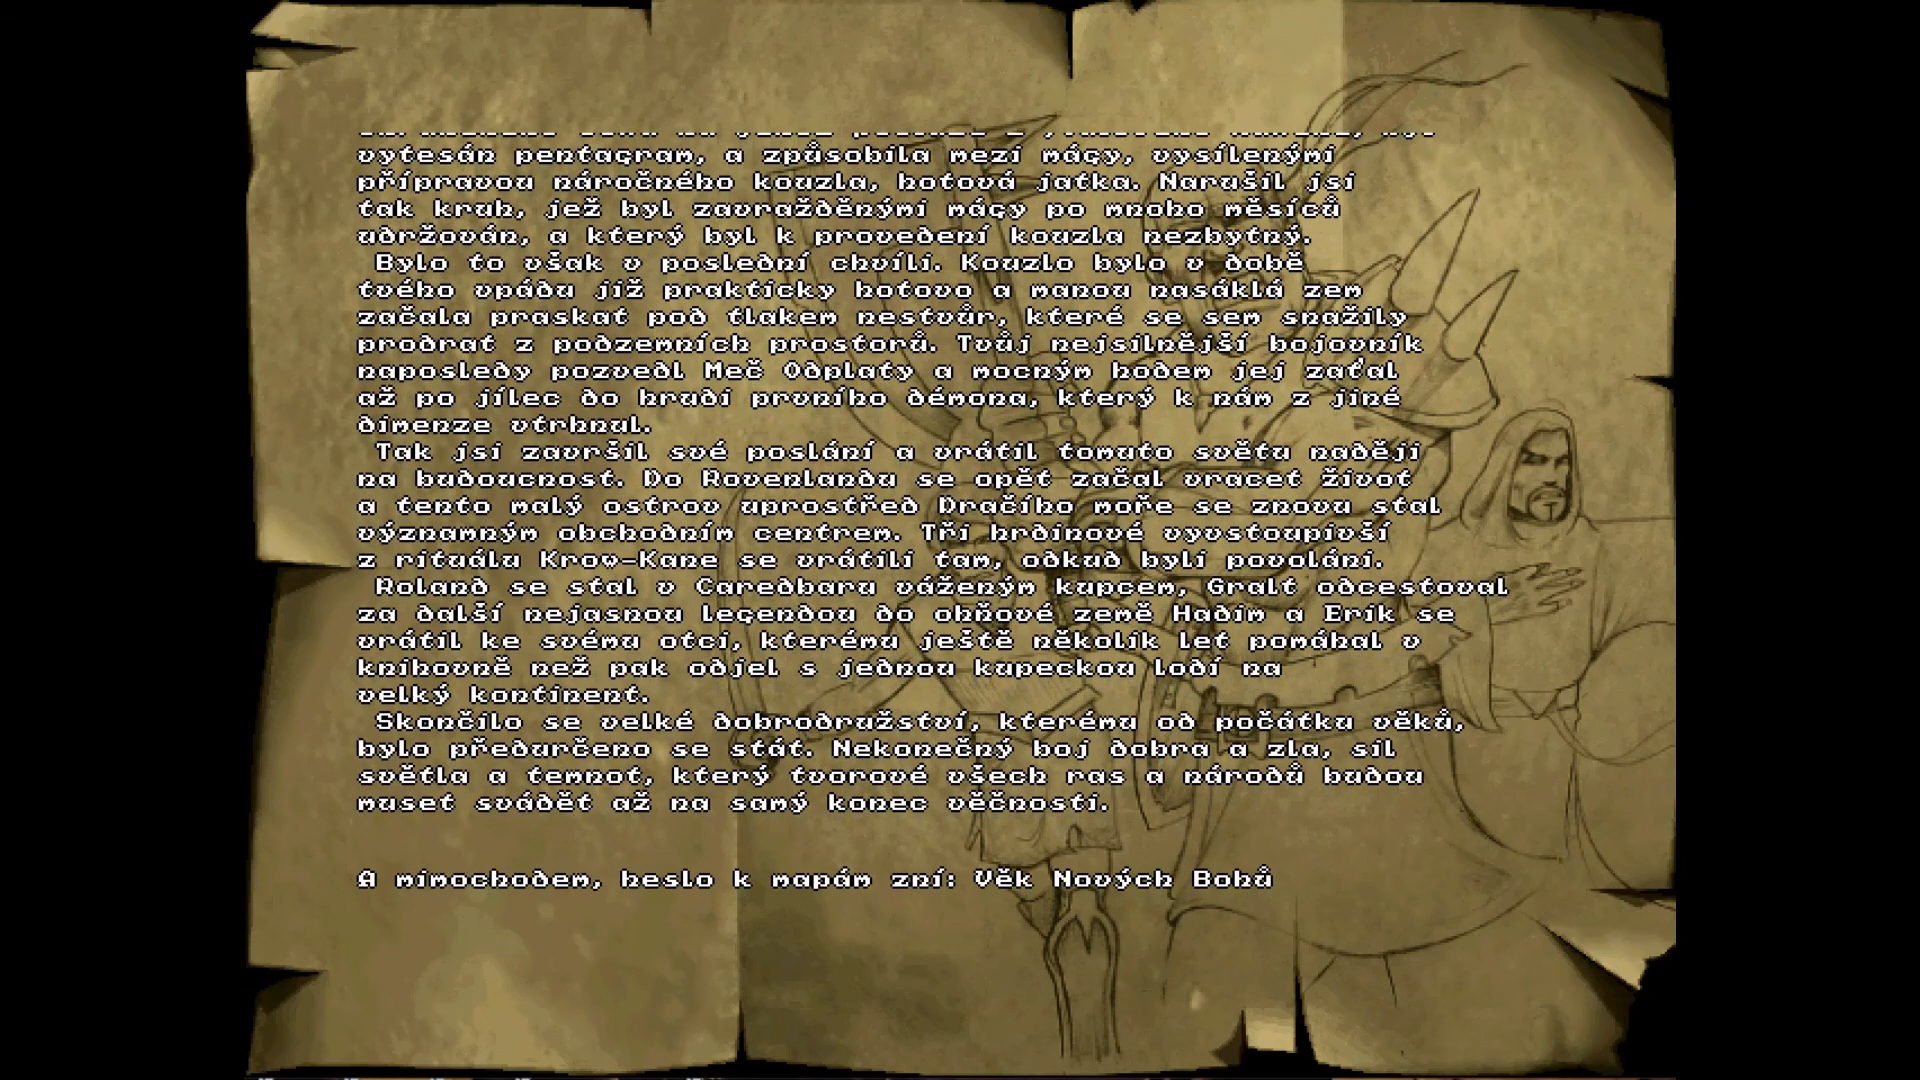 vytesán pentagram, a způsobila mezi mágy, vysílenými
přípravou náročného kouzla, hotová jatka. Narušil jsi
tak kruh, jež byl zavražděnými mágy po mnoho měsíců
udržován, a který byl k provedení kouzla nezbytný.
Bylo to však v poslední chvíli. Kouzlo bylo v době
tvého vpádu již prakticky hotovo a manou nasáklá zem
začala praskat pod tlakem nestvůr, které se sem snažily
prodrat z podzemních prostorů. Tvůj nejsilnější bojovník
naposledy pozvedl Meč Odplaty a mocným hodem jej zaťal
až po jílec do hrudi prvního démona, který k nám z jiné
dimenze vtrhnul.
Tak jsi završil své poslání a vrátil tomuto světu naději
na budoucnost. Do Rovenlandu se opět začal vracet život
a tento malý ostrov uprostřed Dračího moře se znovu stal
významným obchodním centrem. Tři hrdinové vyvstoupivší
z rituálu Krow-Kane se vrátili tam, odkud byli povoláni.
Roland se stal v Caredbaru váženým kupcem, Gralt odcestoval
za další nejasnou legendou do ohňové země Hadim a Erik se
vrátil ke svému otci, kterému ještě několik let pomáhal v
knihovně než pak odjel s jednou kupeckou lodí na
velký kontinent.
Skončilo se velké dobrodružství, kterému od počátku věků,
bylo předurčeno se stát. Nekonečný boj dobra a zla, sil
světla a temnot, který tvorové všech ras a národů budou
muset svádět až na samý konec věčnosti.
A mimochodem, heslo k mapám zní: Věk Nových Bohů